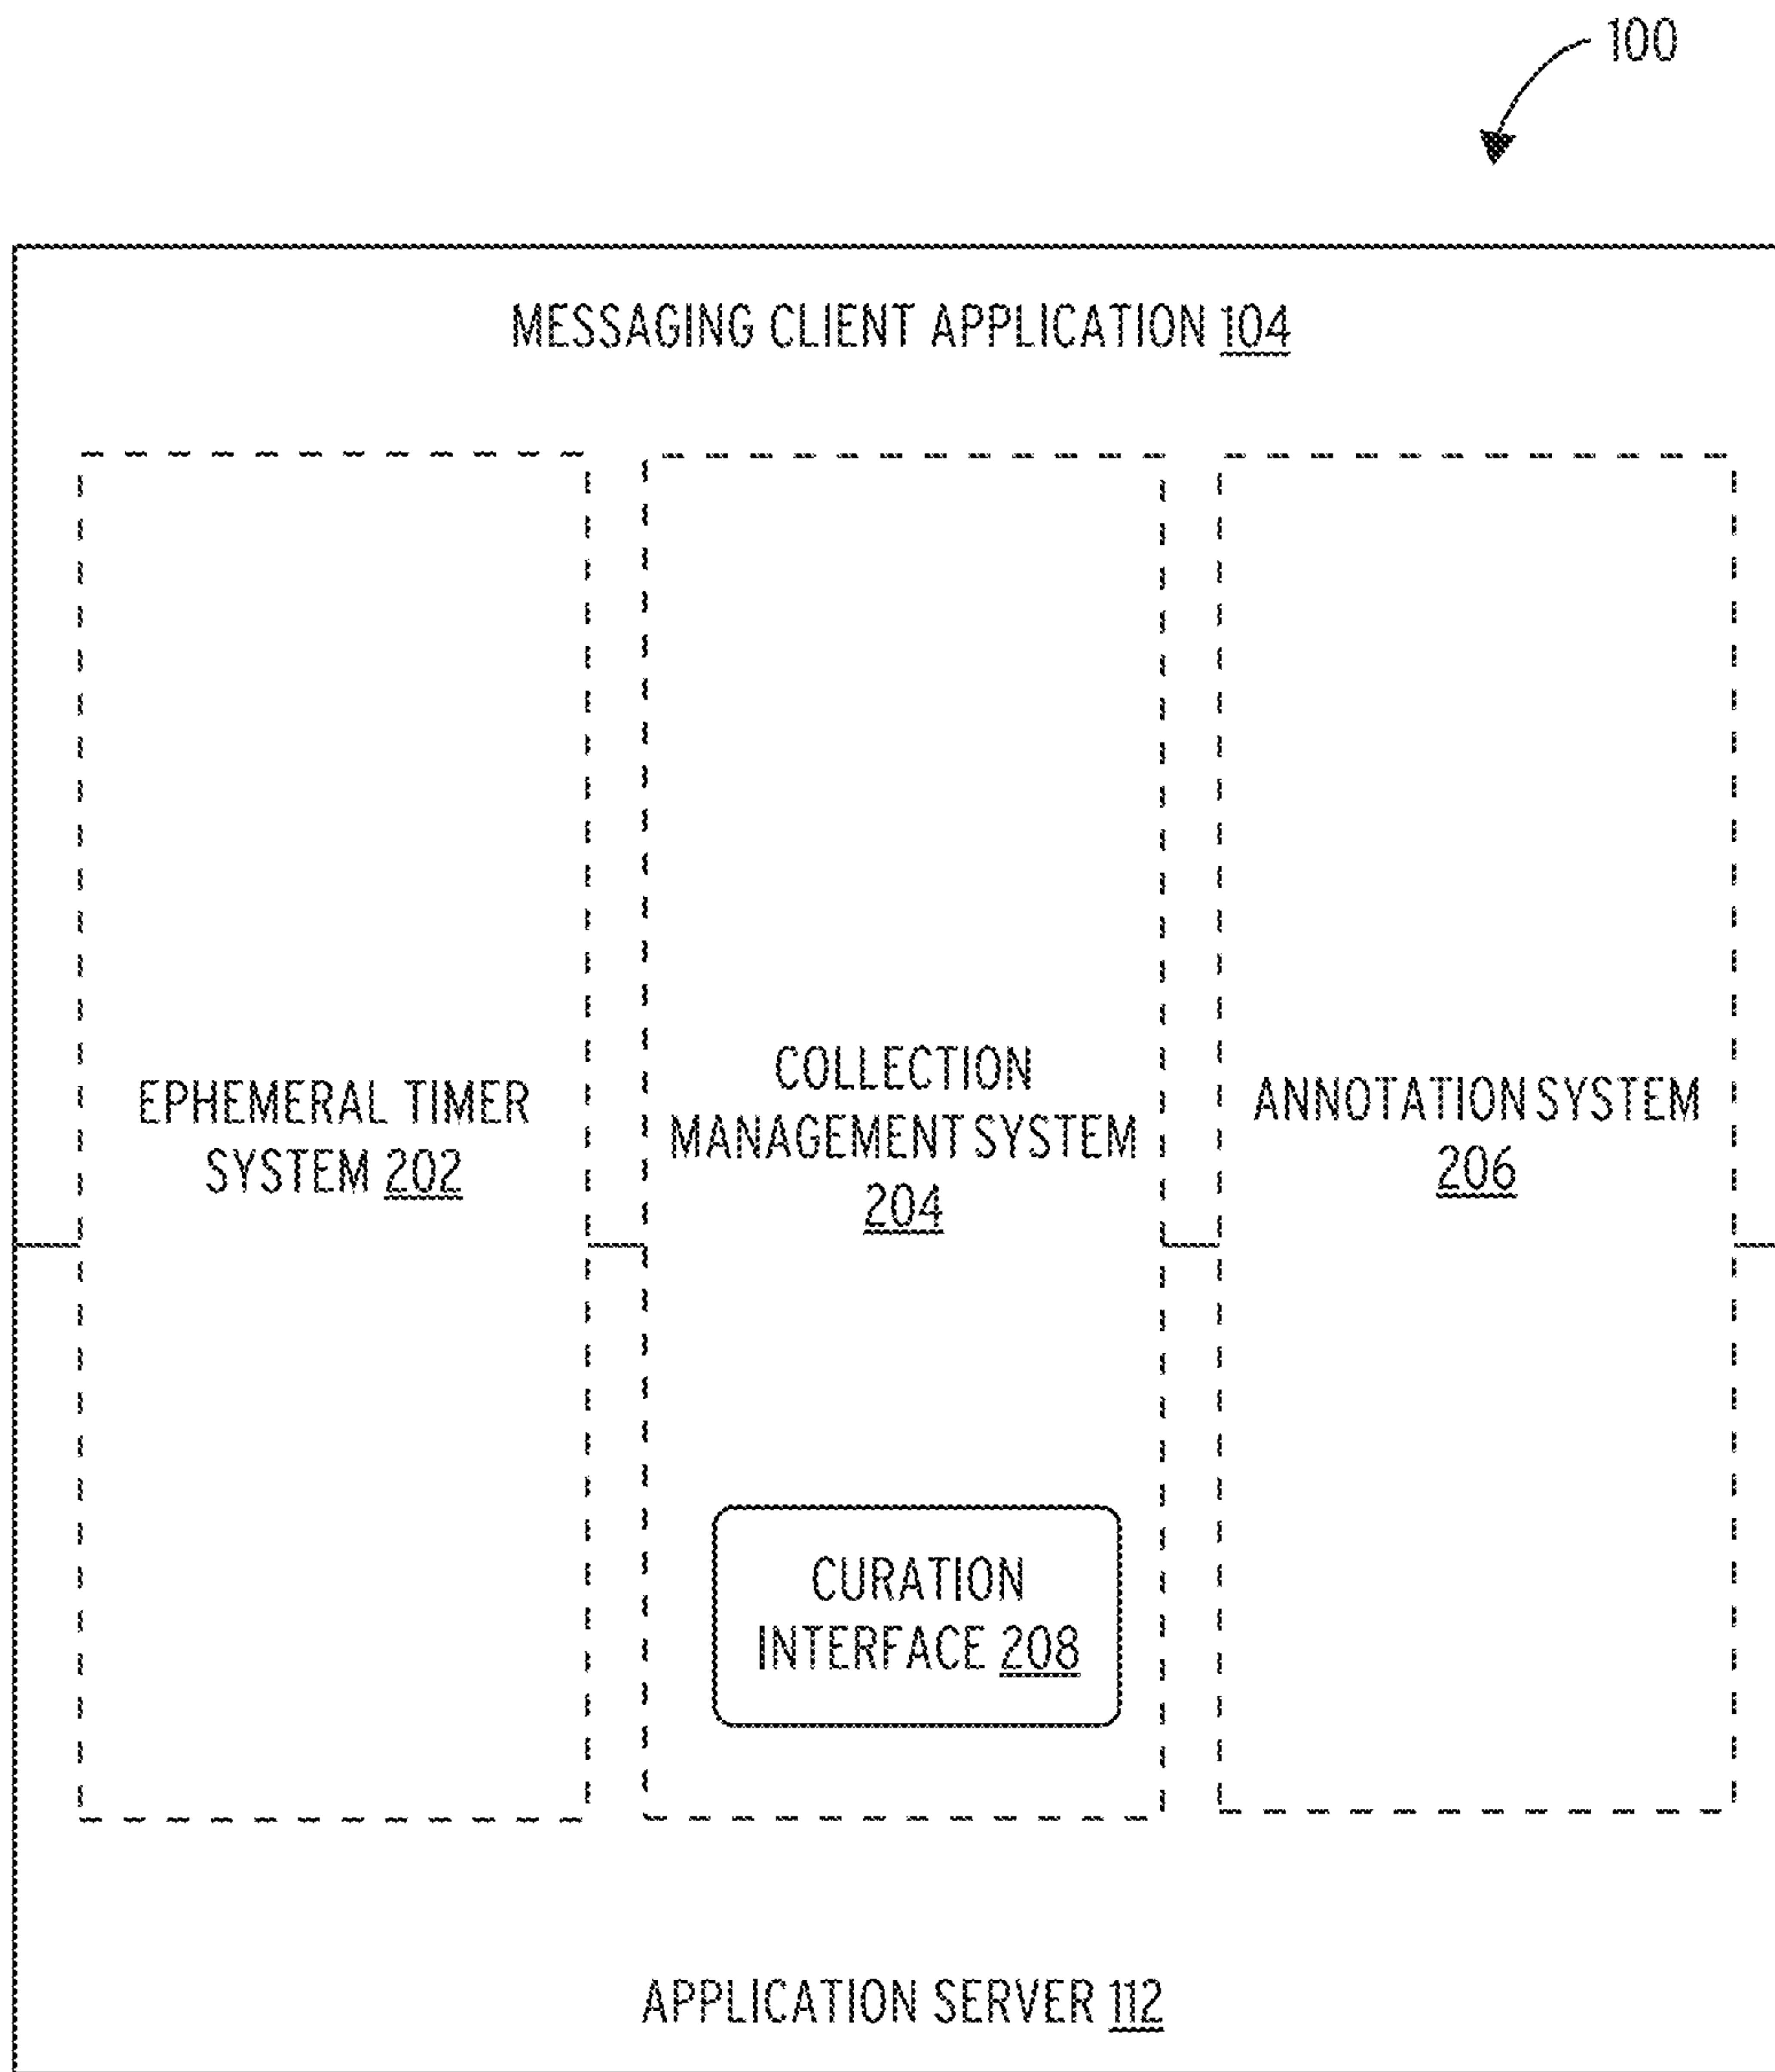 100
MESSAGING CLIENT APPLICATION 104
EPHEMERAL TIMER
SYSTEM 202
COLLECTION
MANAGEMENT SYSTEM
204
ANNOTATION SYSTEM
206
CURATION
INTERFACE 208
APPLICATION SERVER 112